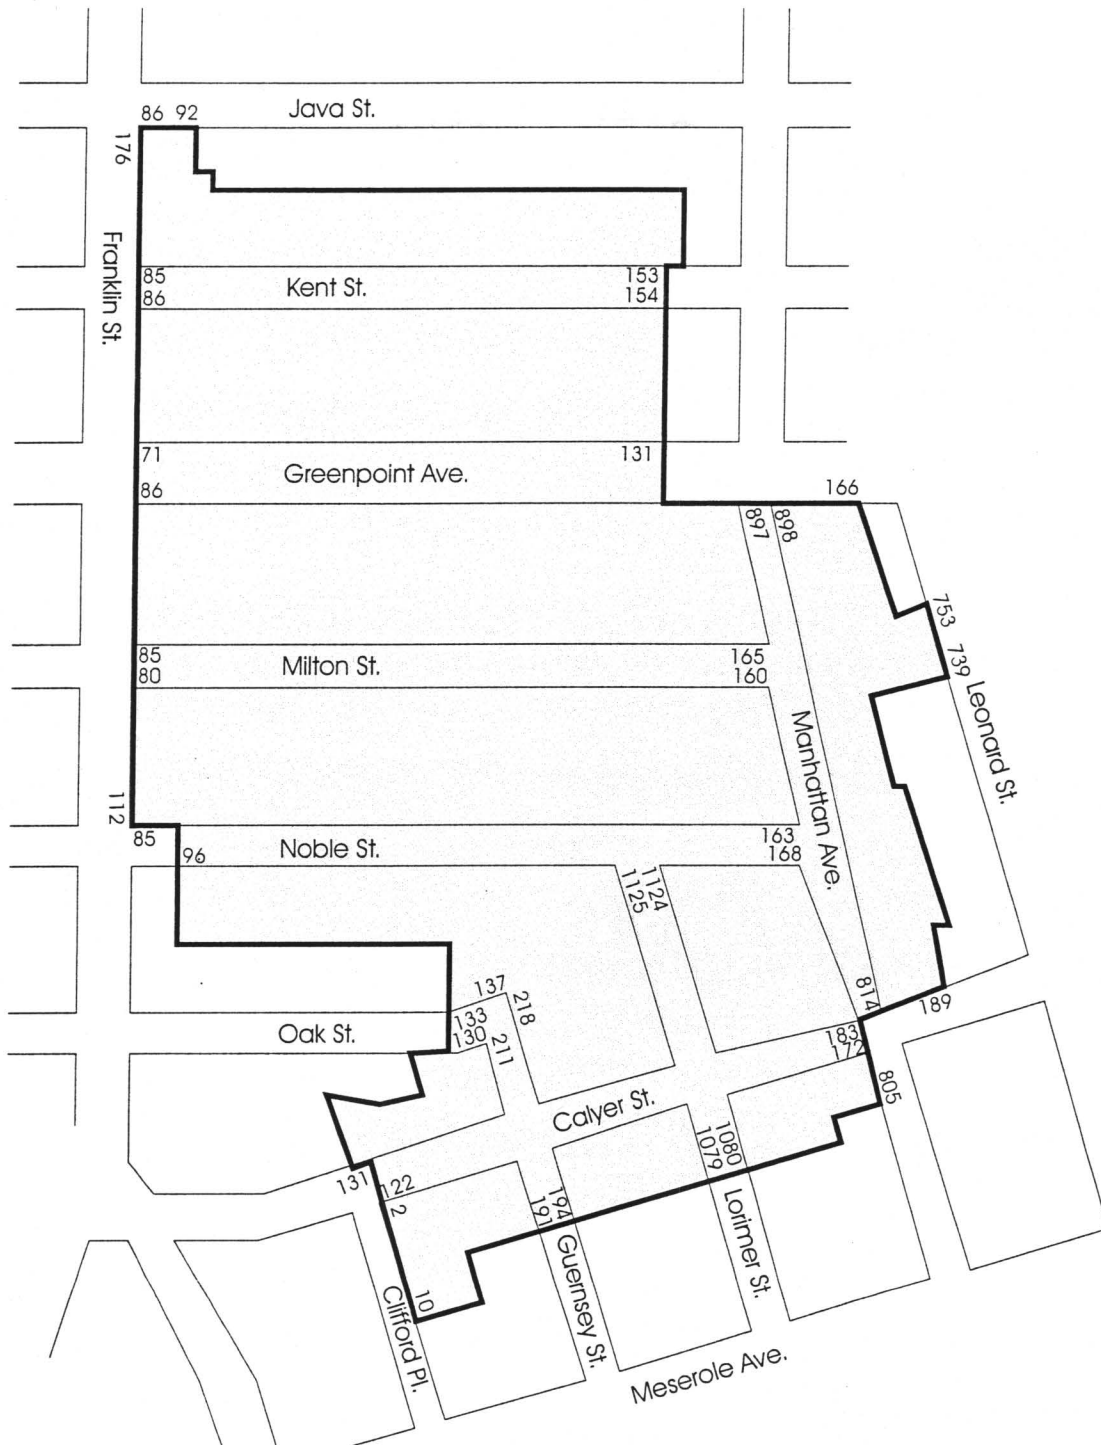 86 92 Java St.
176
Franklin St.
85 Kent St. 153
86 154
71 Greenpoint Ave. 131
86
166
897 898
753
739
Leonard St.
85 Milton St. 165
80 160
Manhattan Ave.
112
85 Noble St. 163
96 168
1124
1125
814
189
137
218
133
Oak St. 130
211
183
172
805
Calyer St.
1080
1079
131
122
2
194
191
Lorimer St.
Guernsey St.
10
Clifford Pl.
Meserole Ave.